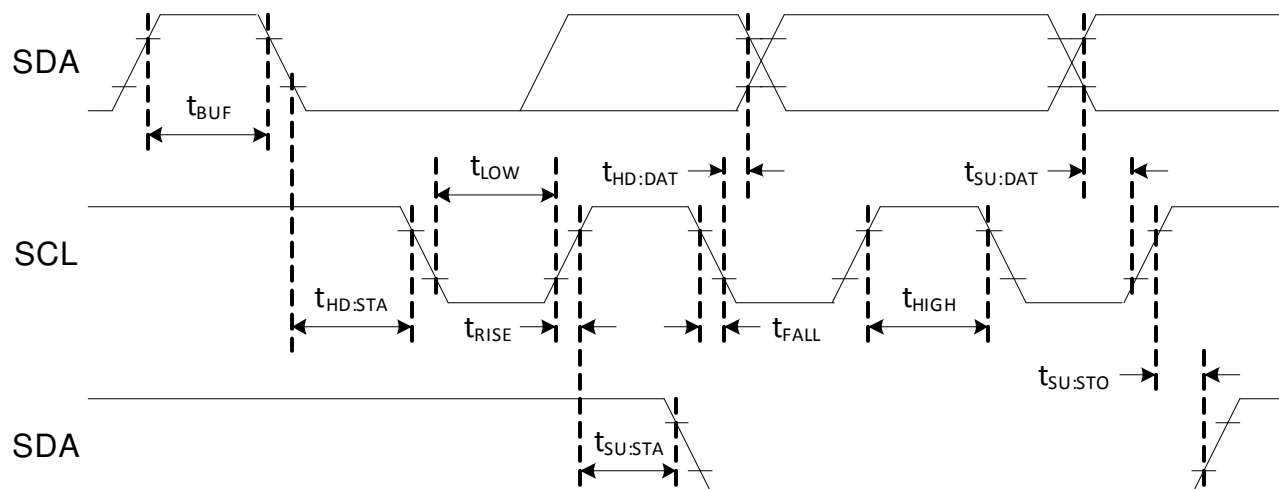 SDA
tBUF
tLOW
tHD:DAT
tSU:DAT
SCL
tHD:STA
tRISE
tFALL
tHIGH
tSU:STO
SDA
tSU:STA